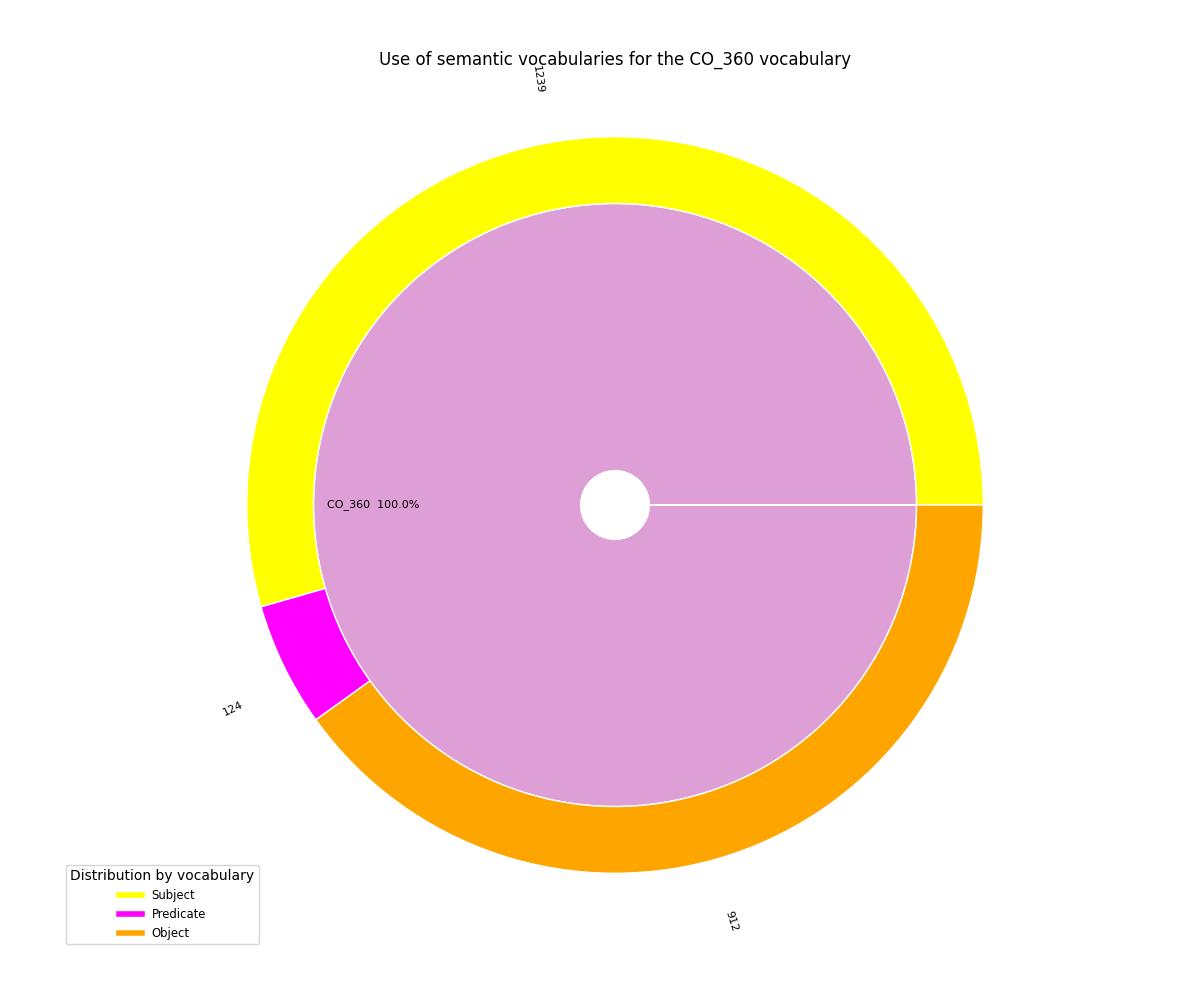 Use of semantic vocabularies for the CO_360 vocabulary
1239
CO_360 100.0%
124
912
Distribution by vocabulary
Subject
Predicate
Object